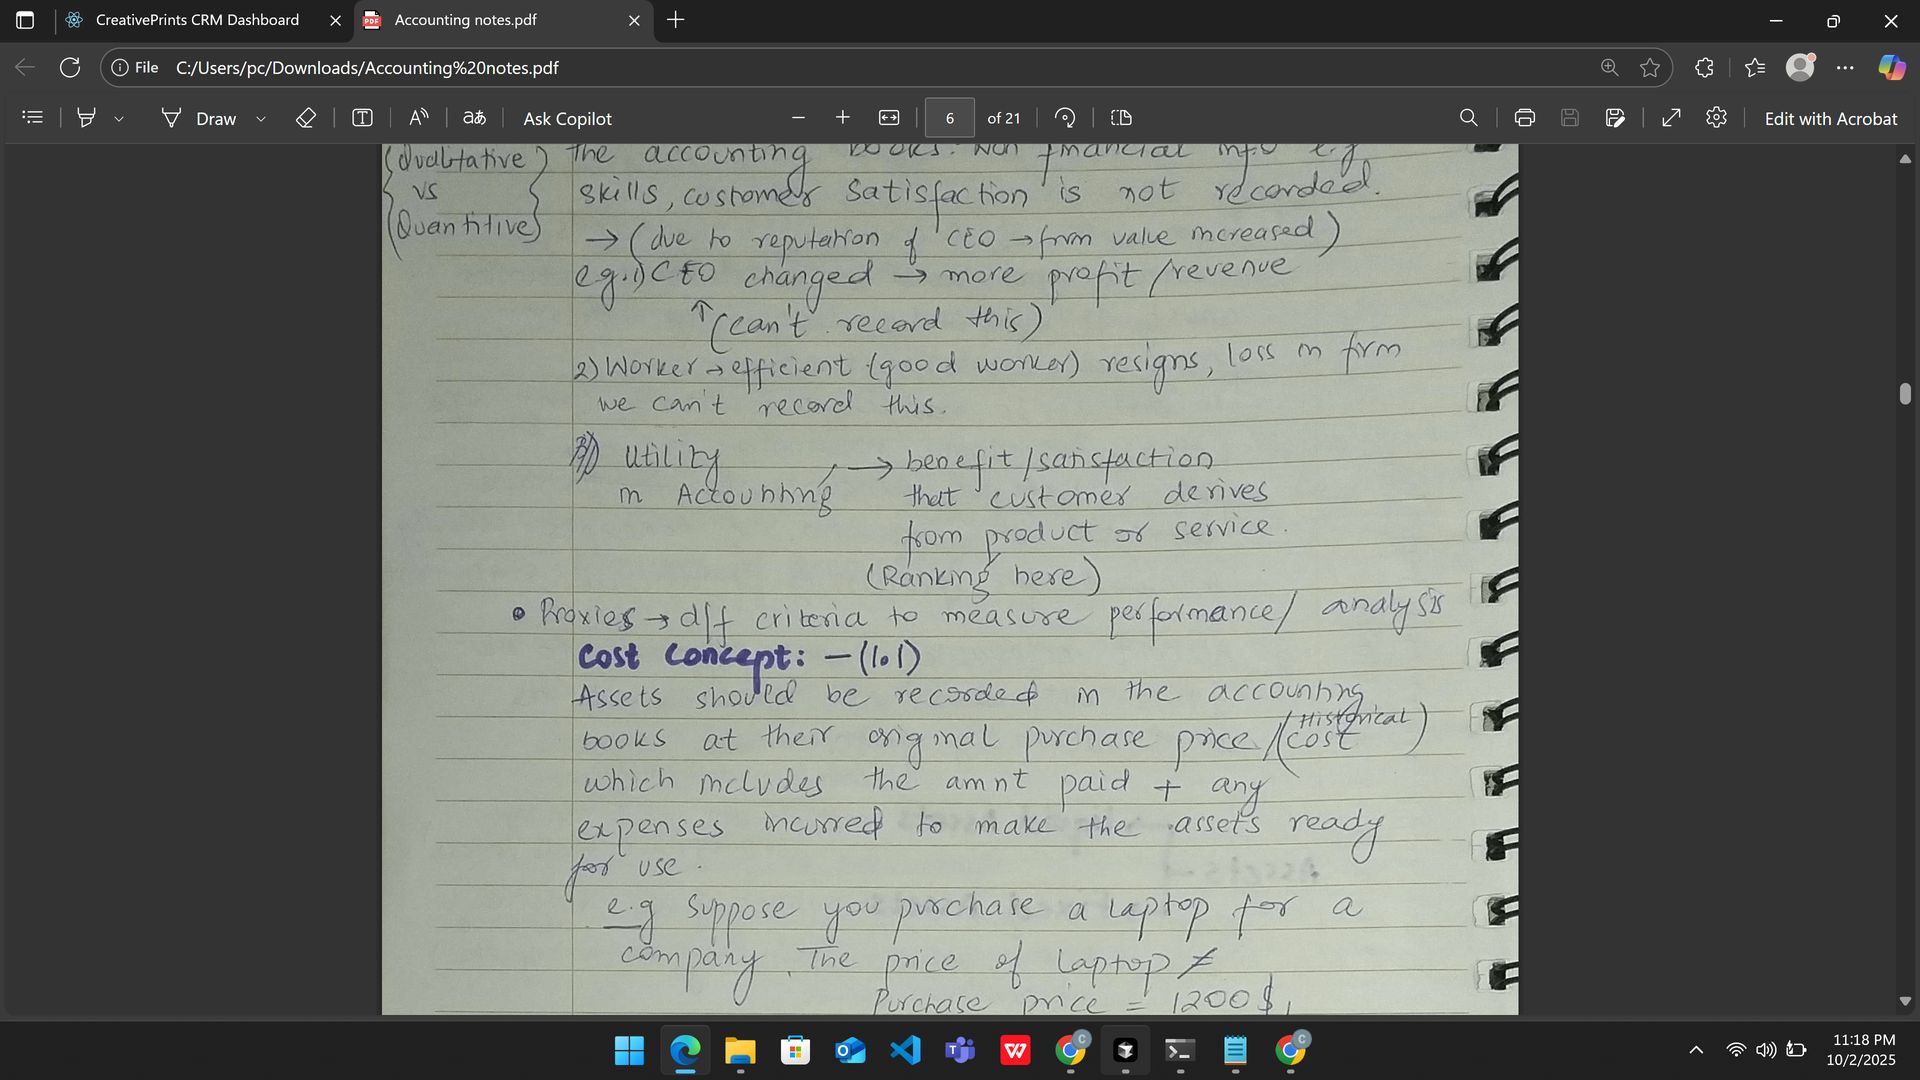 CreativePrints CRM Dashboard
Accounting notes.pdf
File
C:/Users/pc/Downloads/Accounting%20notes.pdf
Draw
Ask Copilot
6 of 21
Edit with Acrobat
(Qualitative) the accounting books. Non financial info e.g
vs skills, customer satisfaction is not recorded.
(Quantitive)
→ (due to reputation of CEO → firm value increased)
e.g. 1) CEO changed → more profit/revenue
↑ (can't record this)
2) Worker → efficient (good worker) resigns, loss in firm
we can't record this.
Utility → benefit/satisfaction
in Accounting that customer derives
from product or service.
(Ranking here)
• Proxies → diff criteria to measure performance/analysis
Cost Concept: – (1.1)
Assets should be recorded in the accounting
books at their original purchase price/(Historical cost)
which includes the amnt paid + any
expenses incurred to make the assets ready
for use.
e.g Suppose you purchase a laptop for a
company. The price of laptop ≠
Purchase price = 1200$,
11:18 PM
10/2/2025